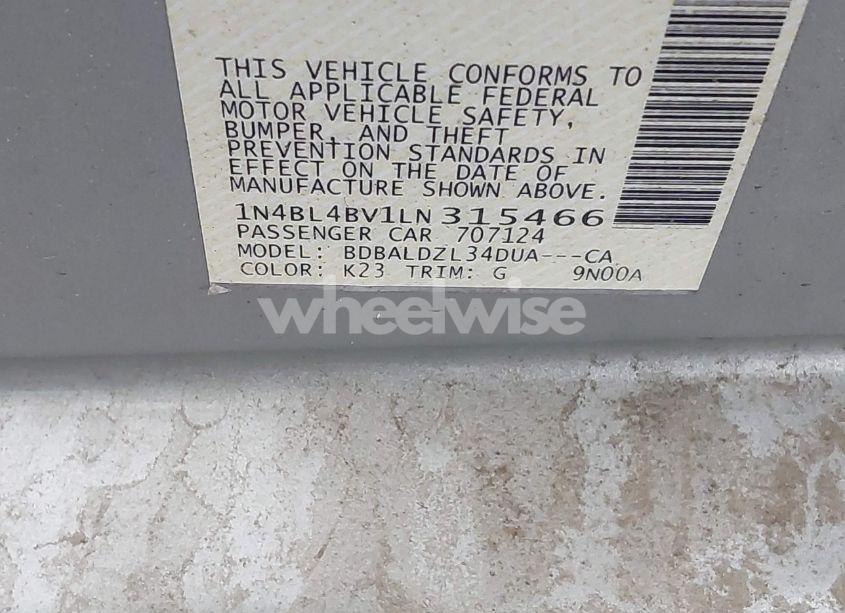 THIS VEHICLE CONFORMS TO
ALL APPLICABLE FEDERAL
MOTOR VEHICLE SAFETY,
BUMPER, AND THEFT
PREVENTION STANDARDS IN
EFFECT ON THE DATE OF
MANUFACTURE SHOWN ABOVE.
1N4BL4BV1LN315466
PASSENGER CAR 707124
MODEL: BDBALDZL34DUA---CA
COLOR: K23 TRIM: G 9N00A
wheelwise